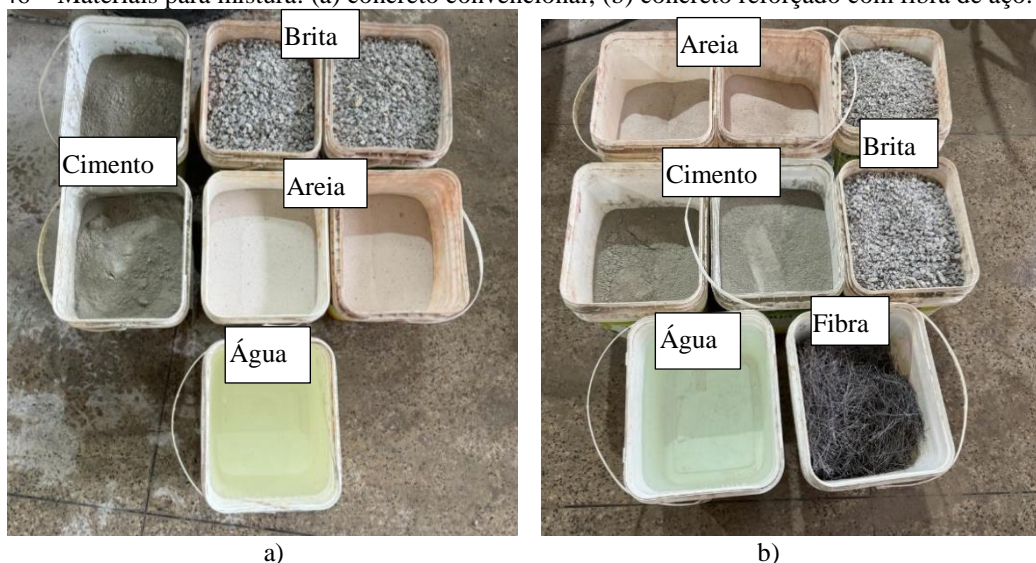 Materiais para mistura: (a) concreto convencional; (b) concreto reforçado com fibra de aço.
Brita
Cimento
Areia
Água
a)
Areia
Brita
Cimento
Água
Fibra
b)